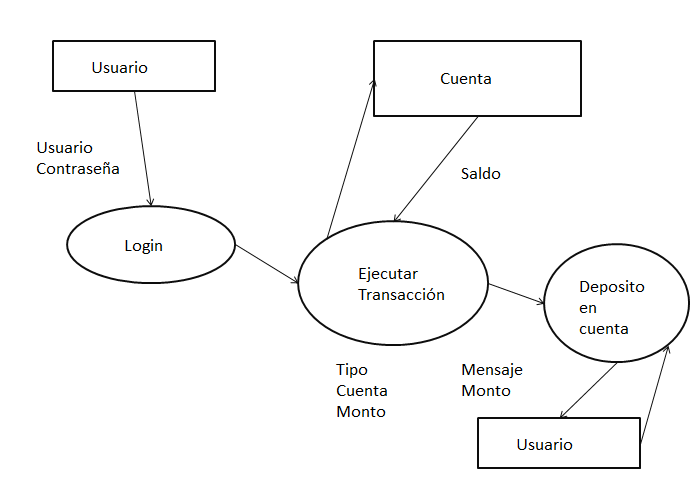 Usuario
Cuenta
Usuario
Contraseña
Saldo
Login
Ejecutar
Transacción
Deposito
en
cuenta
Tipo
Cuenta
Monto
Mensaje
Monto
Usuario